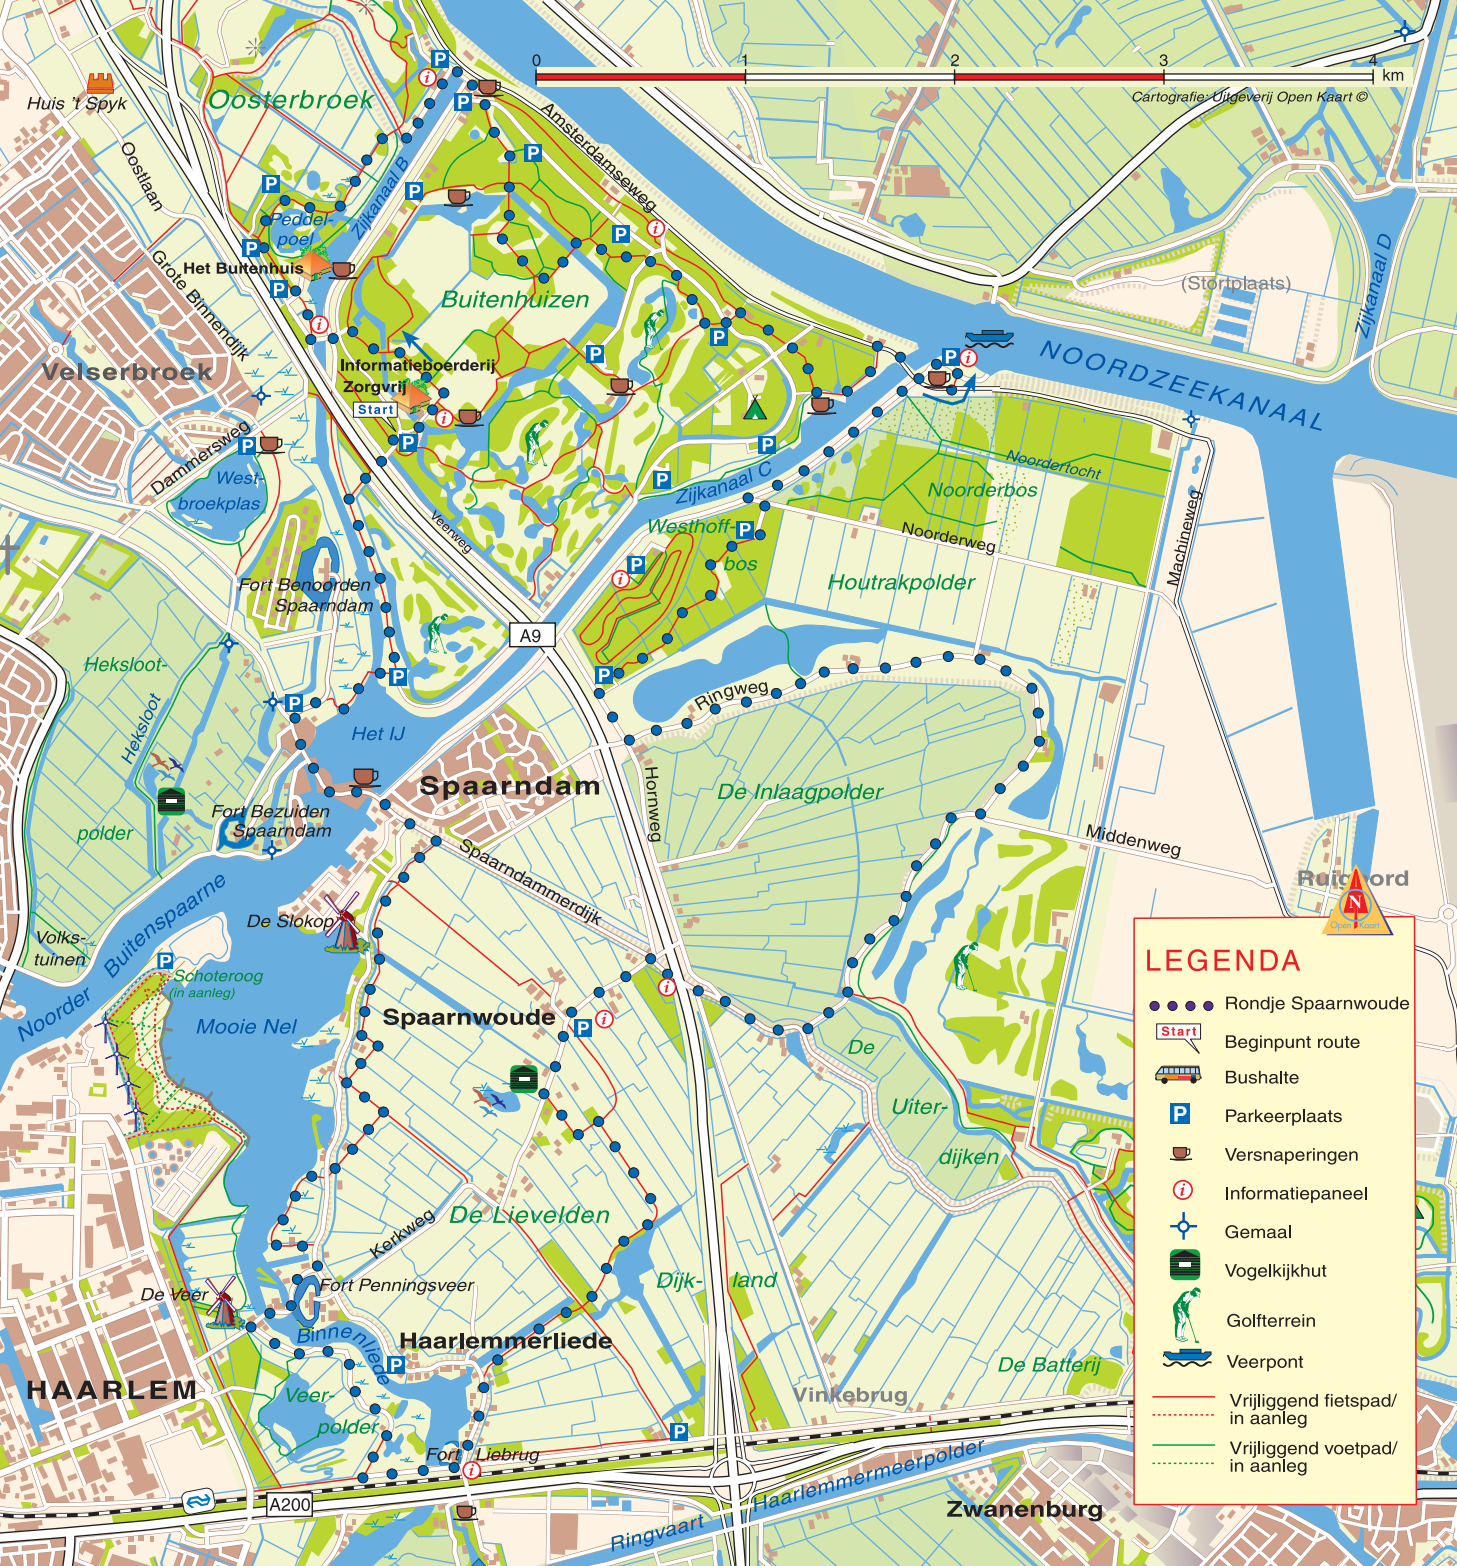 0 1 2 3 4
km
Cartografie: Uitgeverij Open Kaart ©
Huis 't Spyk
Oosterbroek
P
i
P
P
Amsterdamseweg
Oostlaan
P
P
Zijkanaal B
Peddel-
poel
P
i
P
Het Buitenhuis
P
Grote Binnendijk
Buitenhuizen
i
P
P
Zijkanaal D
(Stortplaats)
NOORDZEEKANAAL
P
i
Velserbroek
Informatieboerderij
Zorgvrij
Start
i
P
P
P
Dammersweg
West-
broekplas
Zijkanaal C
P
Noordertocht
Noorderbos
Veerweg
Westhoff-
bos
P
Noorderweg
Machineweg
P
i
Houtrakpolder
Fort Benoorden
Spaarndam
A9
Heksloot-
Heksloot
polder
P
P
P
Ringweg
Het IJ
Spaarndam
Hornweg
De Inlaagpolder
Fort Bezuiden
Spaarndam
Middenweg
Ruigoord
Spaarndammerdijk
N
Open Kaart
Noorder
Buitenspaarne
De Slokop
Volks-
tuinen
P
Schoteroog
(in aanleg)
Mooie Nel
i
Spaarnwoude
P
i
De
Uiter-
dijken
LEGENDA
Rondje Spaarnwoude
Start
Beginpunt route
Bushalte
P
Parkeerplaats
Versnaperingen
i
Informatiepaneel
Gemaal
Vogelkijkhut
Golfterrein
Veerpont
Vrijliggend fietspad/
in aanleg
Vrijliggend voetpad/
in aanleg
De Lievelden
Kerkweg
Dijk-
land
Fort Penningsveer
De Veer
Binnenliede
Haarlemmerliede
P
De Batterij
HAARLEM
Veer-
polder
Vinkebrug
P
Fort Liebrug
i
A200
Ringvaart Haarlemmermeerpolder
Zwanenburg